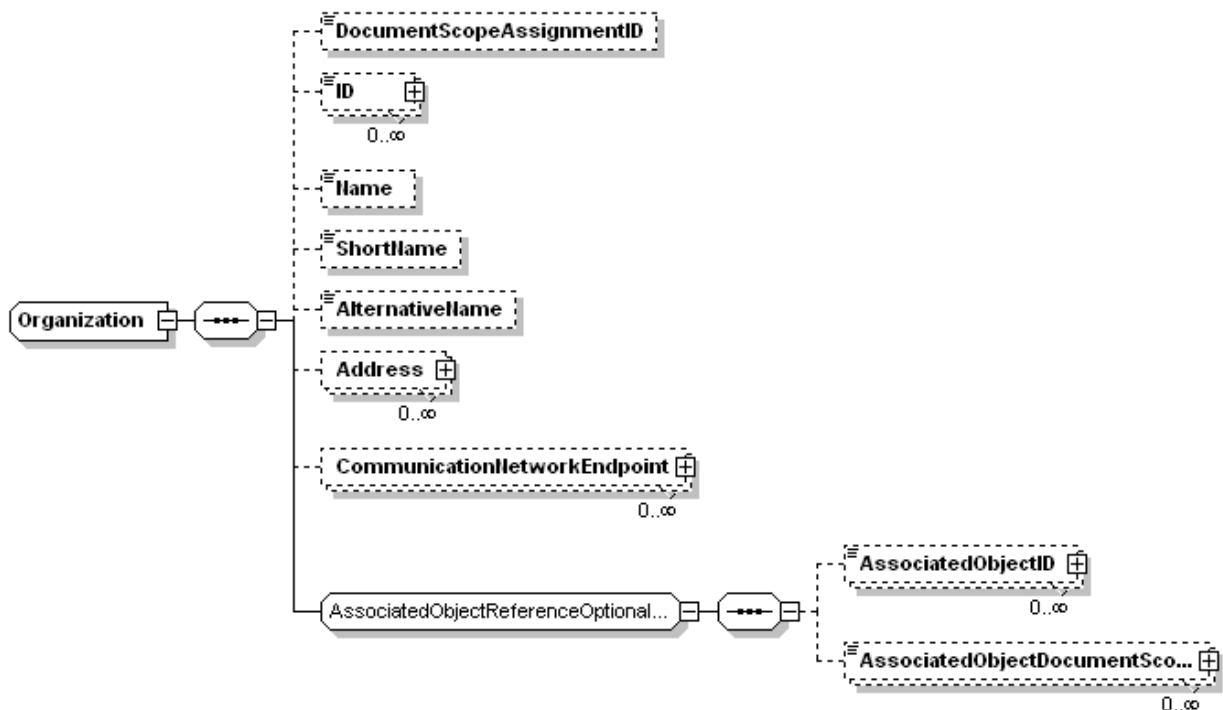 DocumentScopeAssignmentID
ID
0..∞
Name
ShortName
AlternativeName
Organization
Address
0..∞
CommunicationNetworkEndpoint
0..∞
AssociatedObjectID
0..∞
AssociatedObjectReferenceOptional...
AssociatedObjectDocumentSco...
0..∞